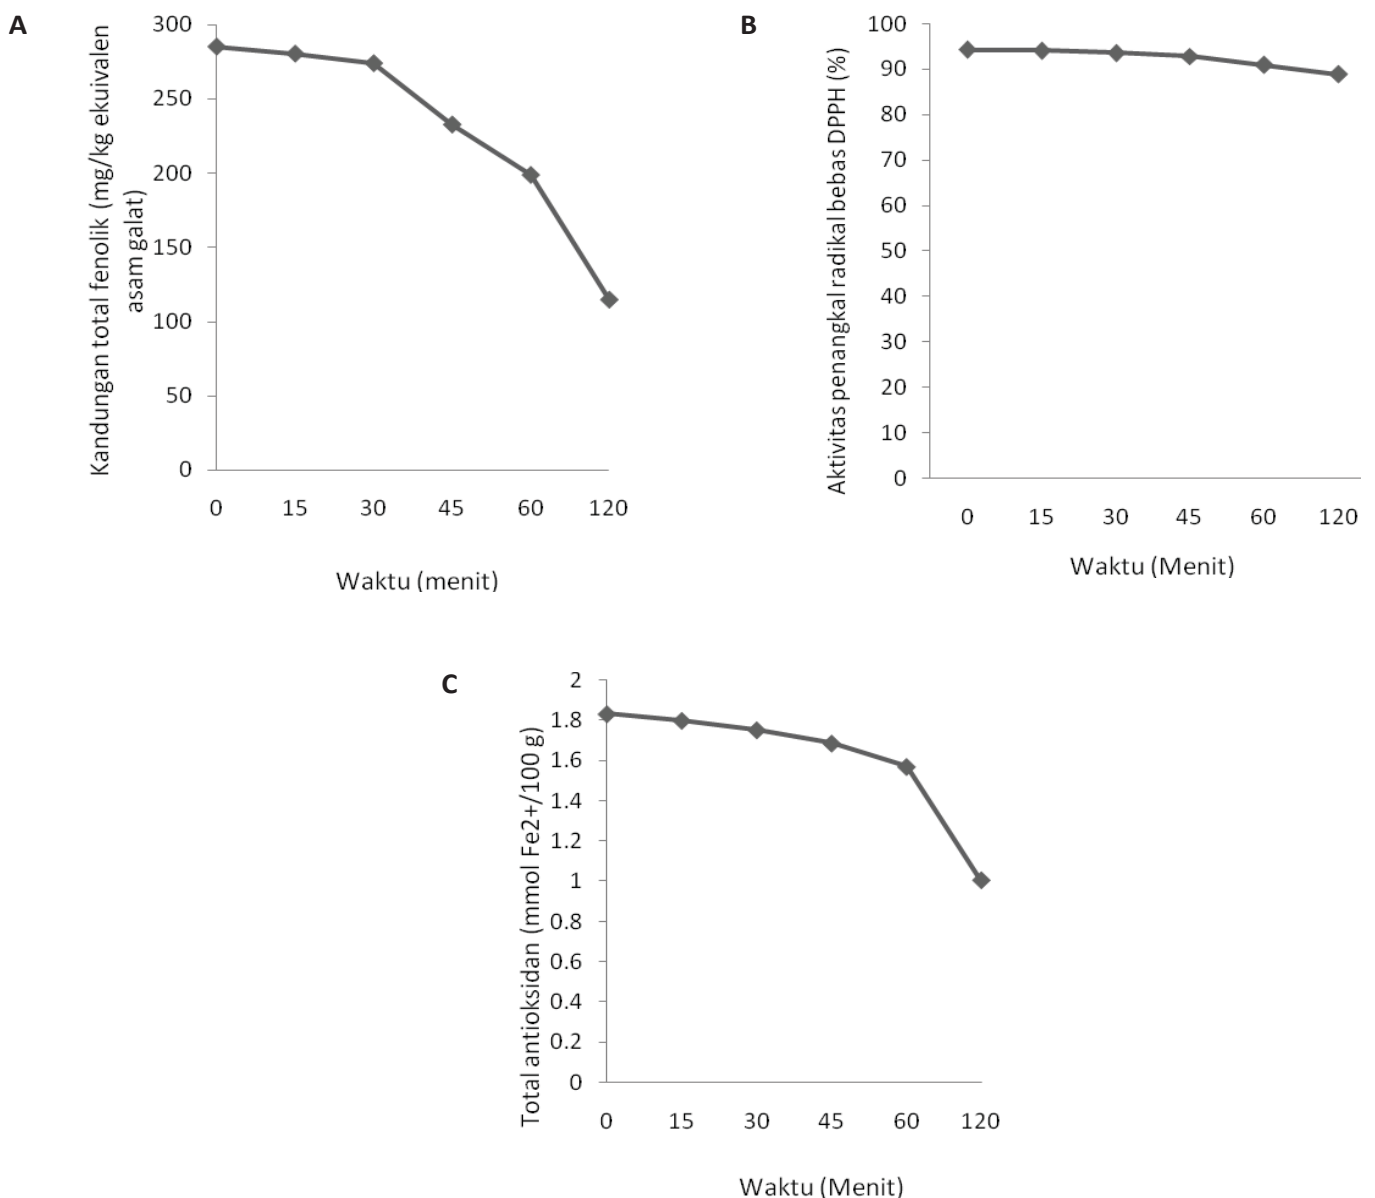 A
Kandungan total fenolik (mg/kg ekuivalen
asam galat)
300
250
200
150
100
50
0
0 15 30 45 60 120
Waktu (menit)
B
Aktivitas penangkal radikal bebas DPPH (%)
100
90
80
70
60
50
40
30
20
10
0
0 15 30 45 60 120
Waktu (Menit)
C
Total antioksidan (mmol Fe2+/100 g)
2
1.8
1.6
1.4
1.2
1
0.8
0.6
0.4
0.2
0
0 15 30 45 60 120
Waktu (Menit)